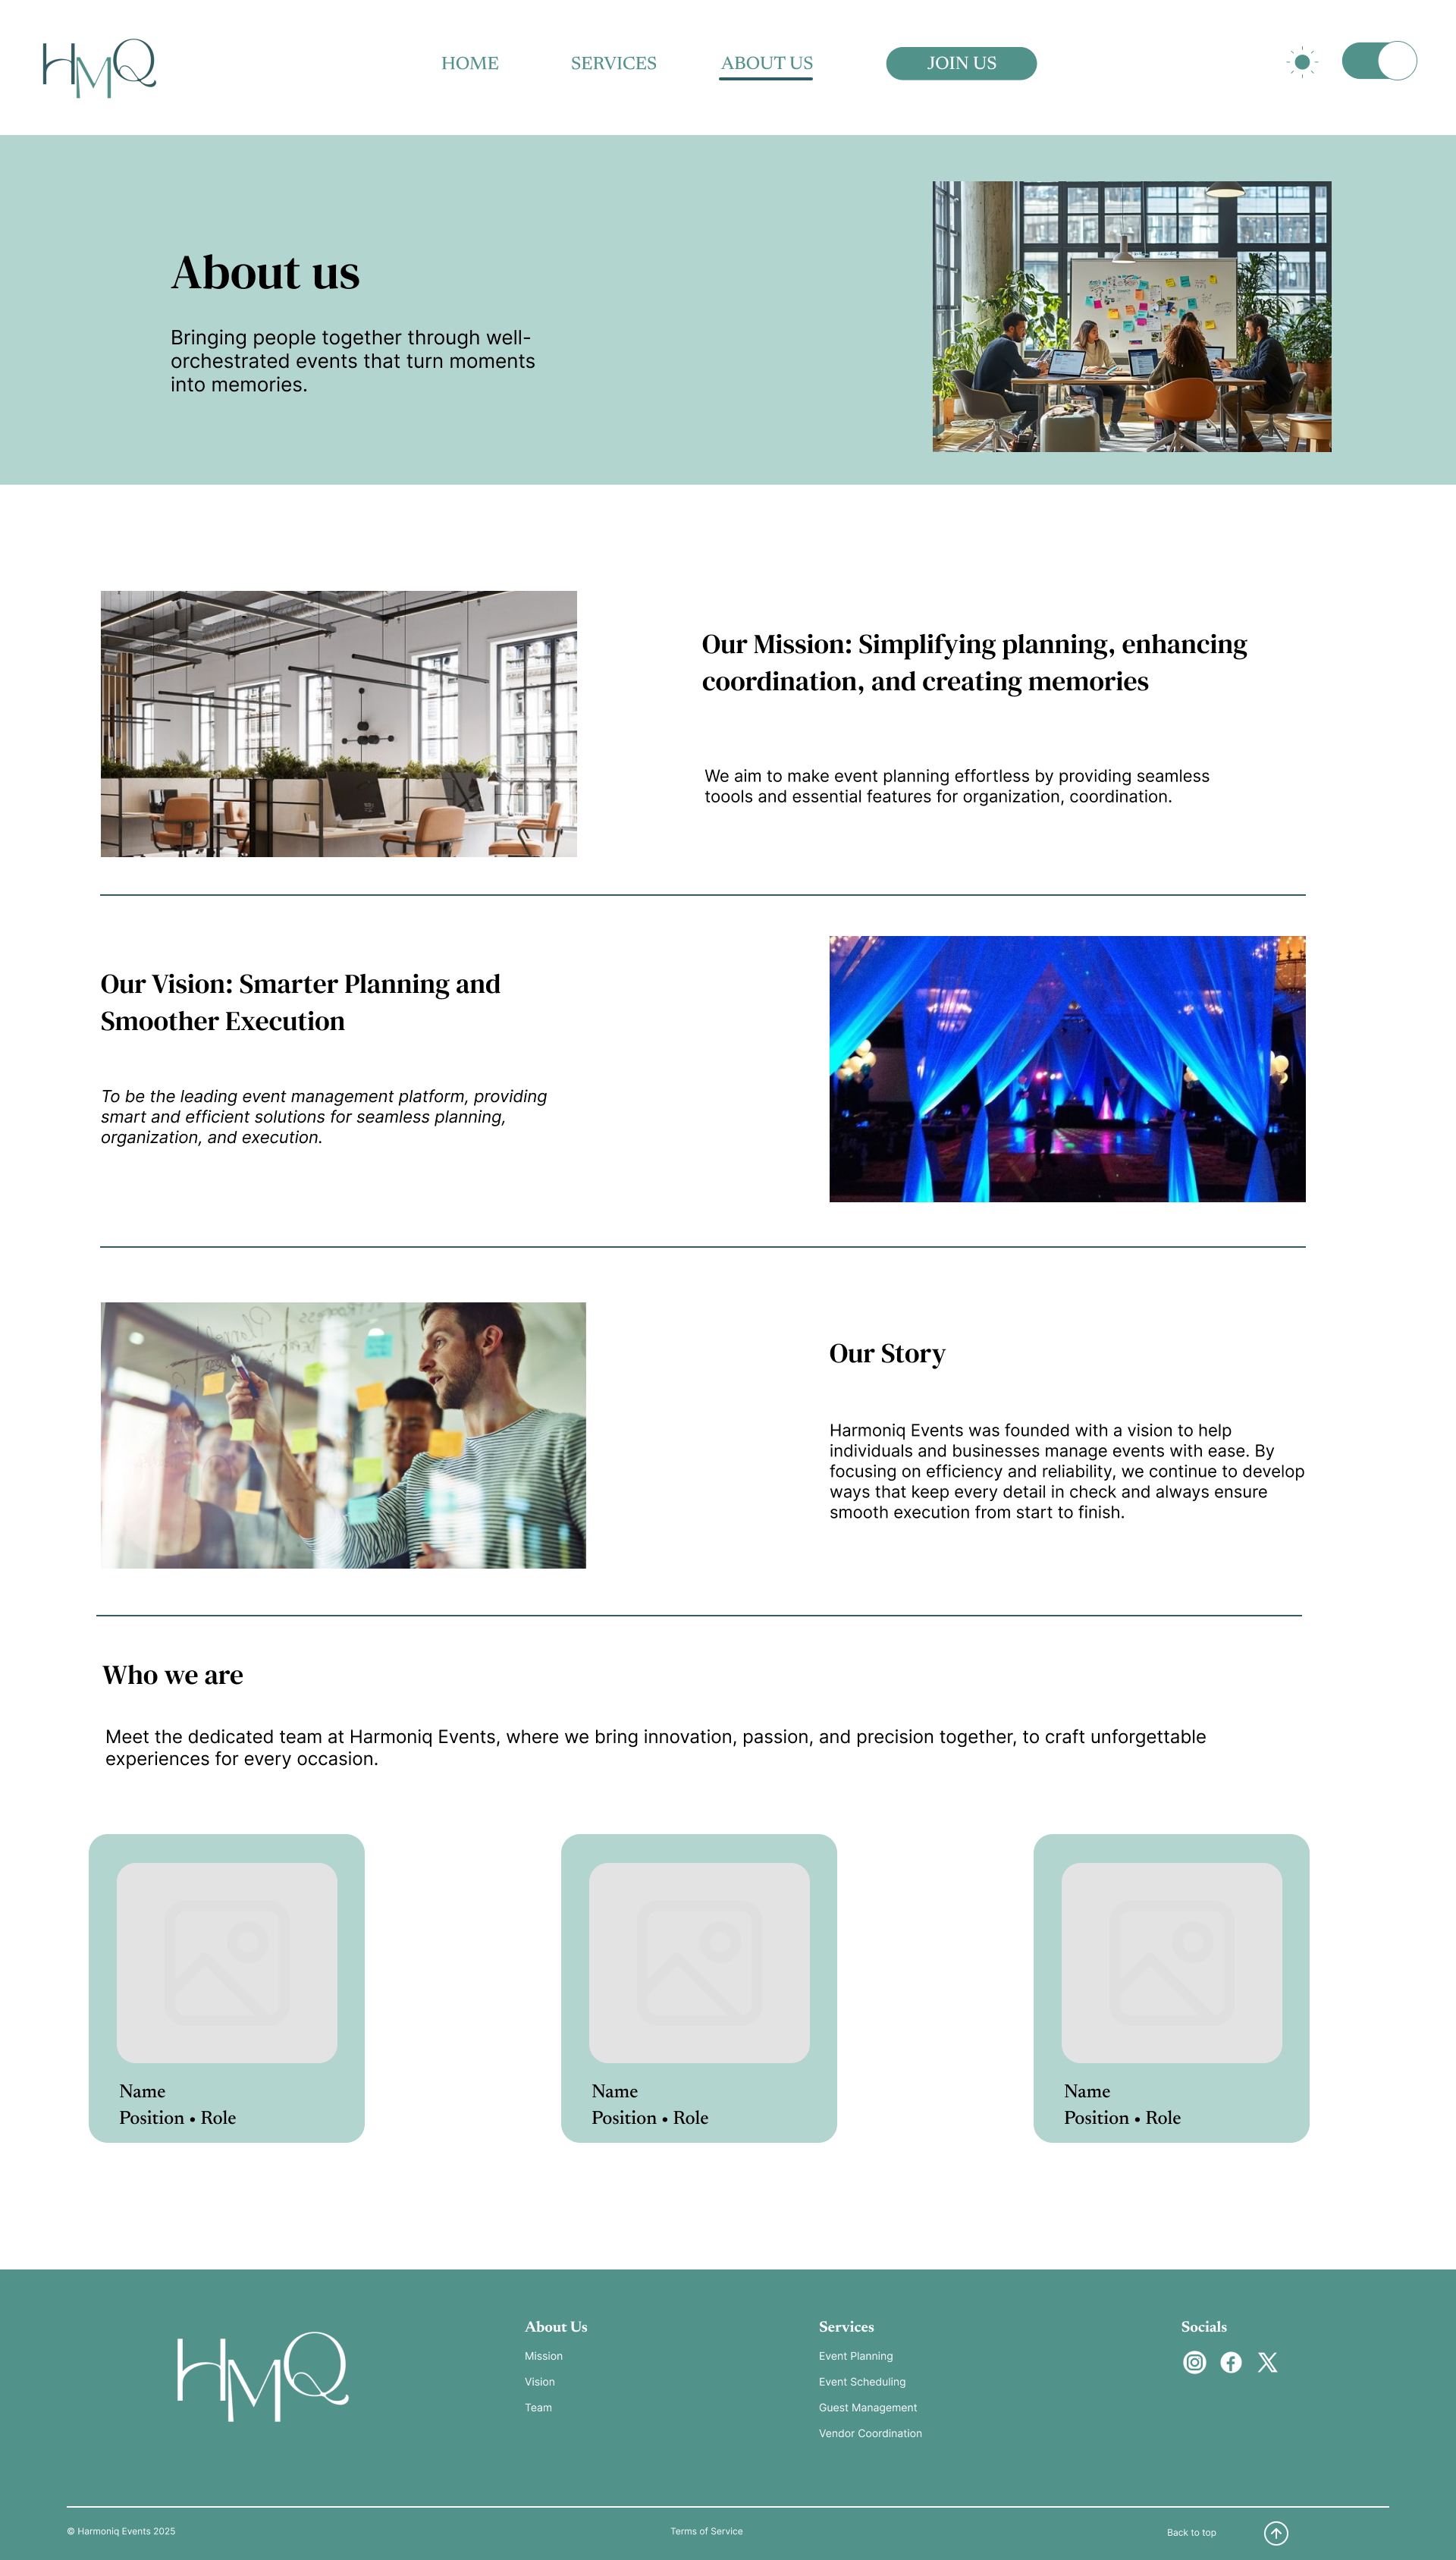 HMQ
HOME
SERVICES
ABOUT US
JOIN US
About us
Bringing people together through well-
orchestrated events that turn moments
into memories.
Our Mission: Simplifying planning, enhancing
coordination, and creating memories
We aim to make event planning effortless by providing seamless
toools and essential features for organization, coordination.
Our Vision: Smarter Planning and
Smoother Execution
To be the leading event management platform, providing
smart and efficient solutions for seamless planning,
organization, and execution.
Our Story
Harmoniq Events was founded with a vision to help
individuals and businesses manage events with ease. By
focusing on efficiency and reliability, we continue to develop
ways that keep every detail in check and always ensure
smooth execution from start to finish.
Who we are
Meet the dedicated team at Harmoniq Events, where we bring innovation, passion, and precision together, to craft unforgettable
experiences for every occasion.
Name
Position • Role
Name
Position • Role
Name
Position • Role
HMQ
About Us
Mission
Vision
Team
Services
Event Planning
Event Scheduling
Guest Management
Vendor Coordination
Socials
© Harmoniq Events 2025
Terms of Service
Back to top